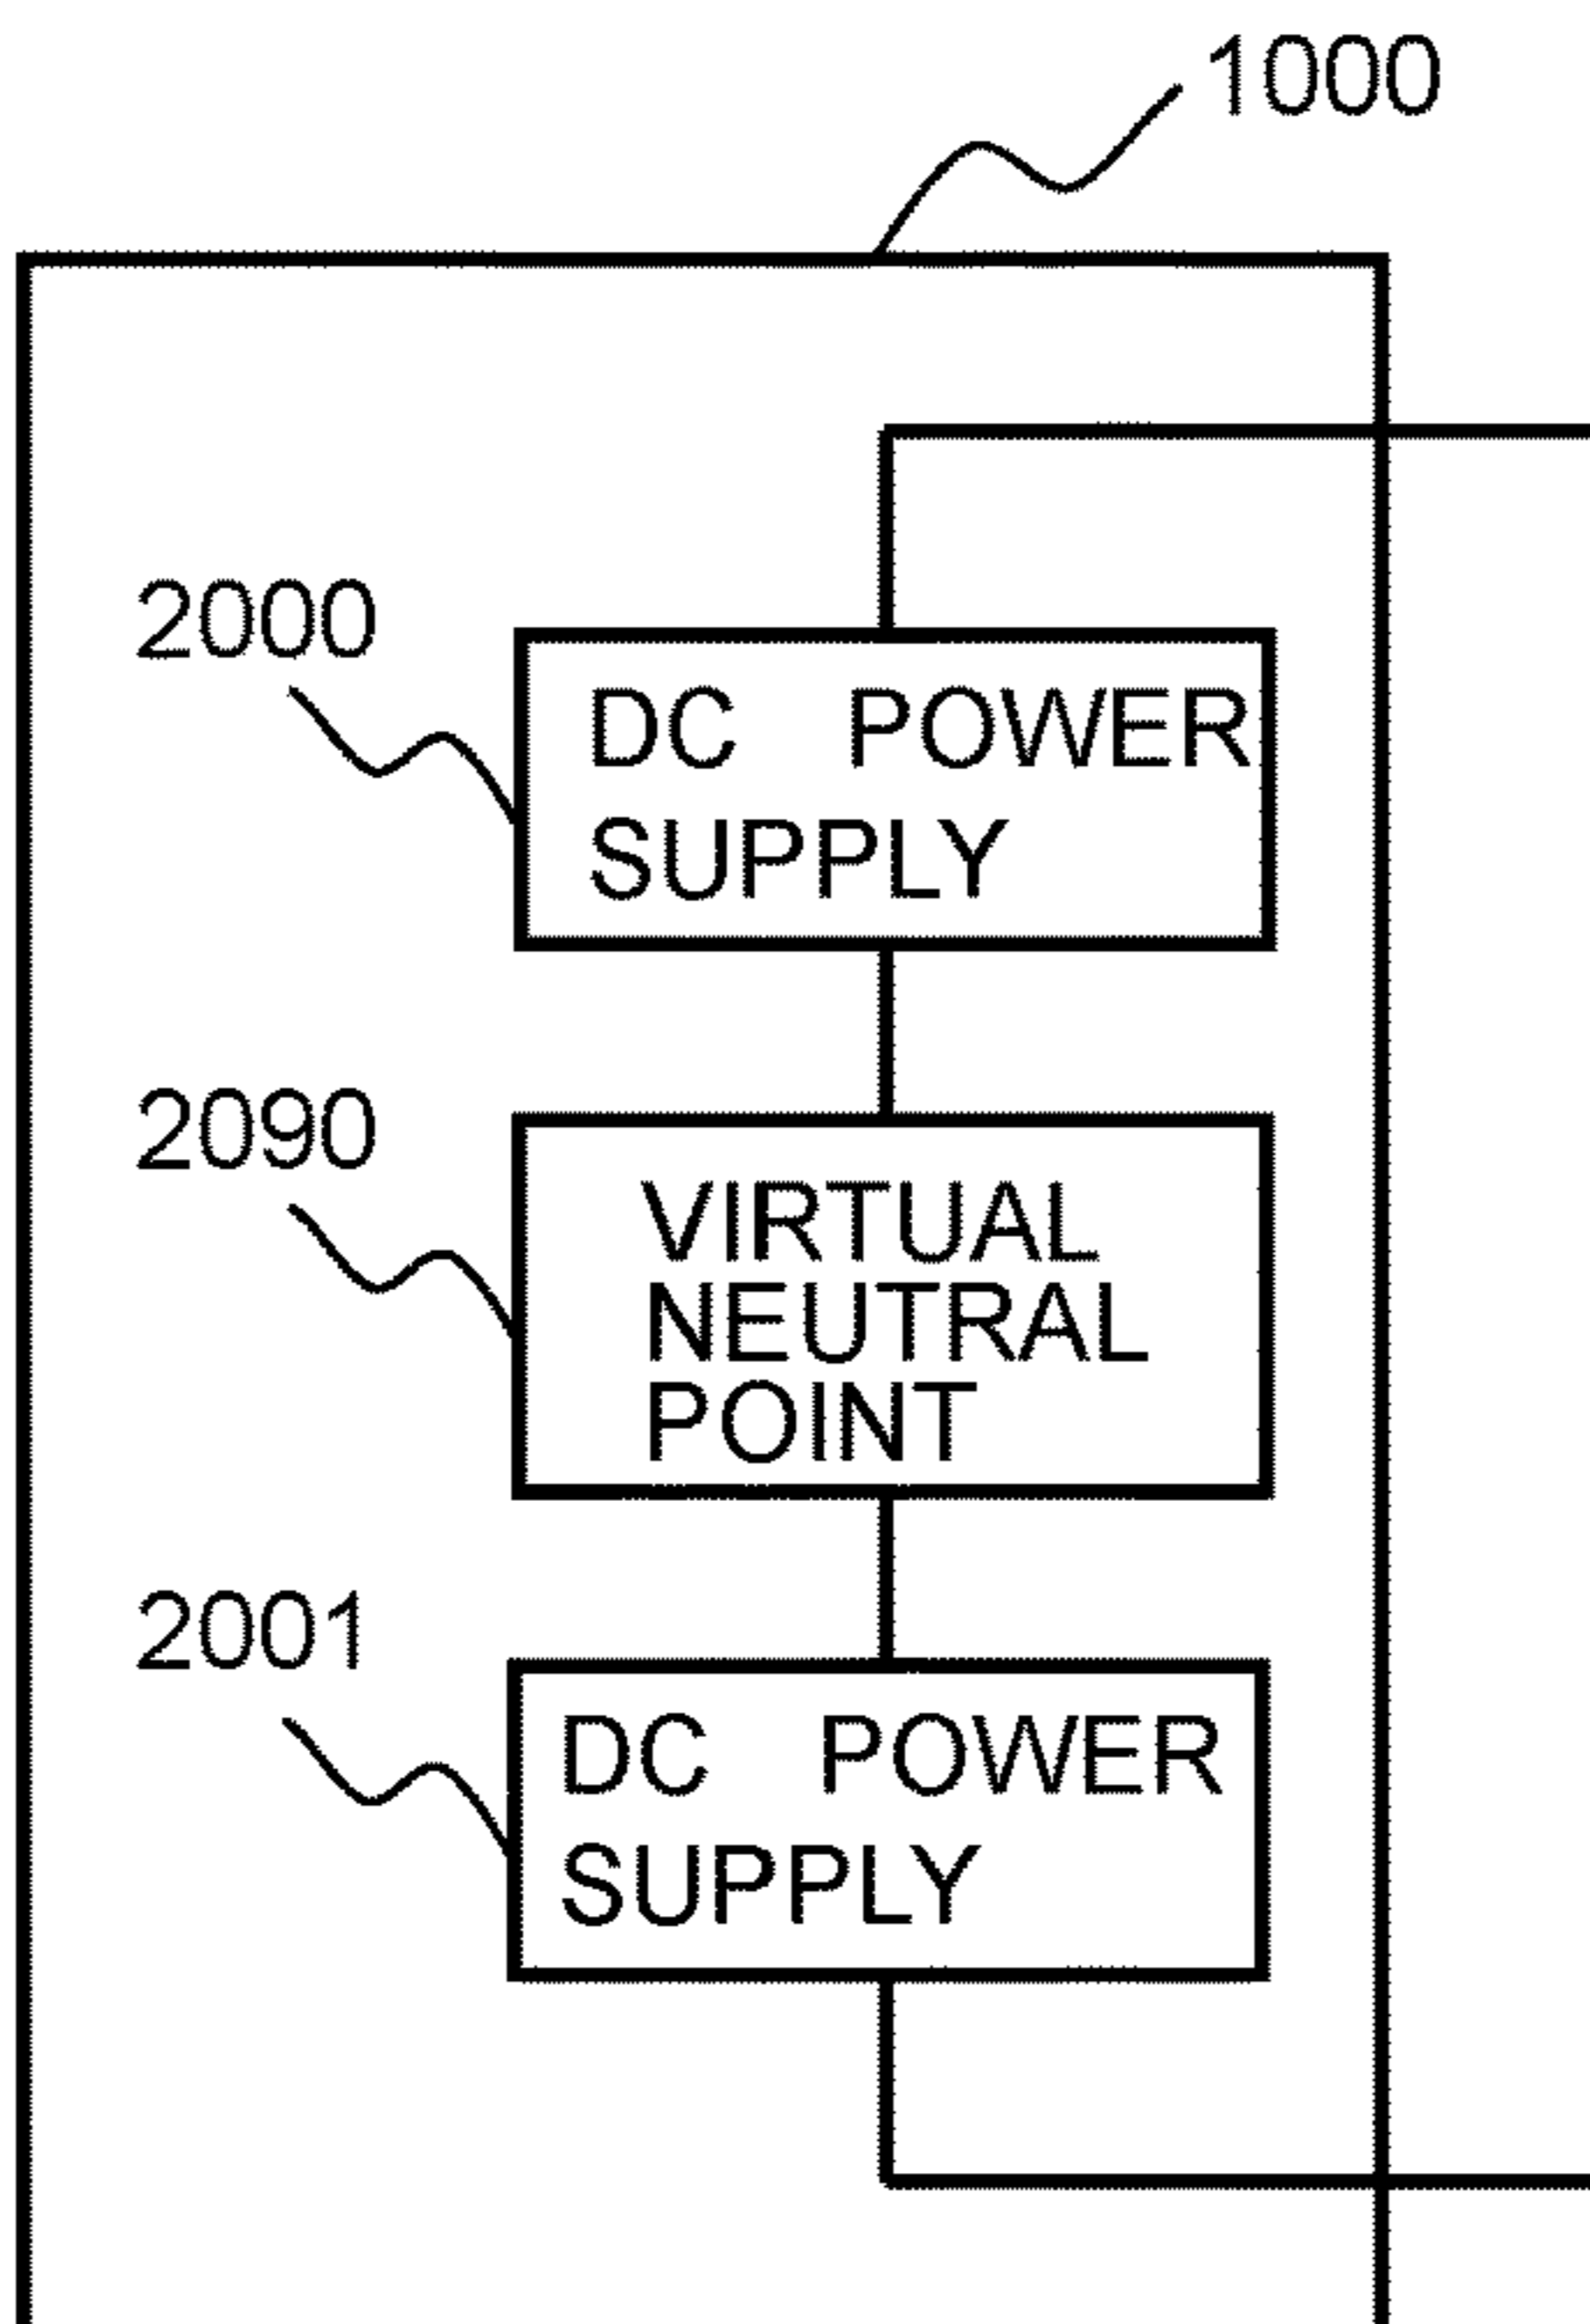 1000
2000
DC POWER
SUPPLY
2090
VIRTUAL
NEUTRAL
POINT
2001
DC POWER
SUPPLY